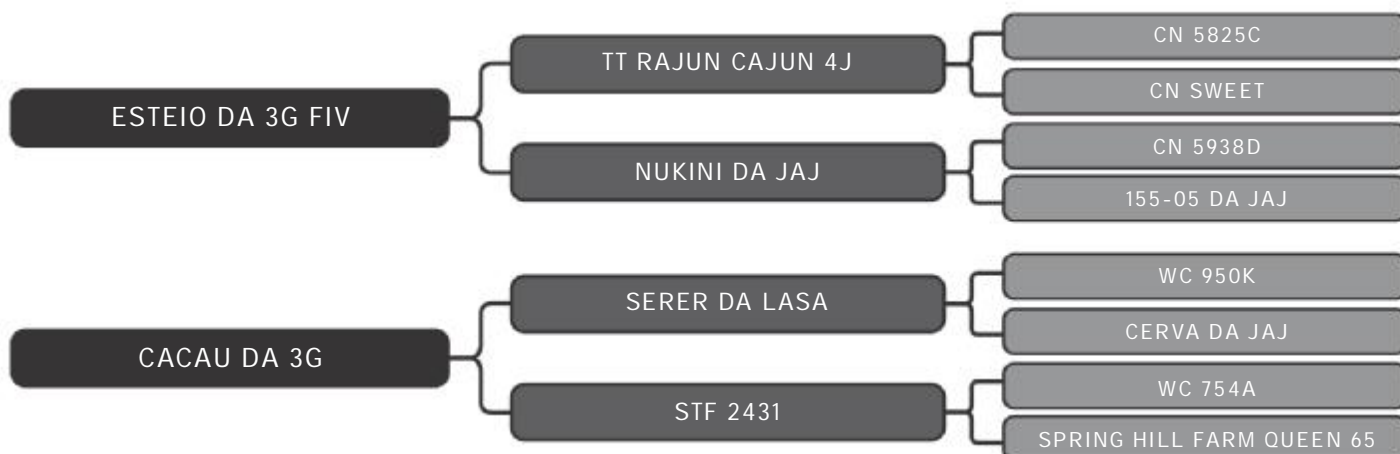 ESTEIO DA 3G FIV
TT RAJUN CAJUN 4J
CN 5825C
CN SWEET
NUKINI DA JAJ
CN 5938D
155-05 DA JAJ
CACAU DA 3G
SERER DA LASA
WC 950K
CERVA DA JAJ
STF 2431
WC 754A
SPRING HILL FARM QUEEN 65